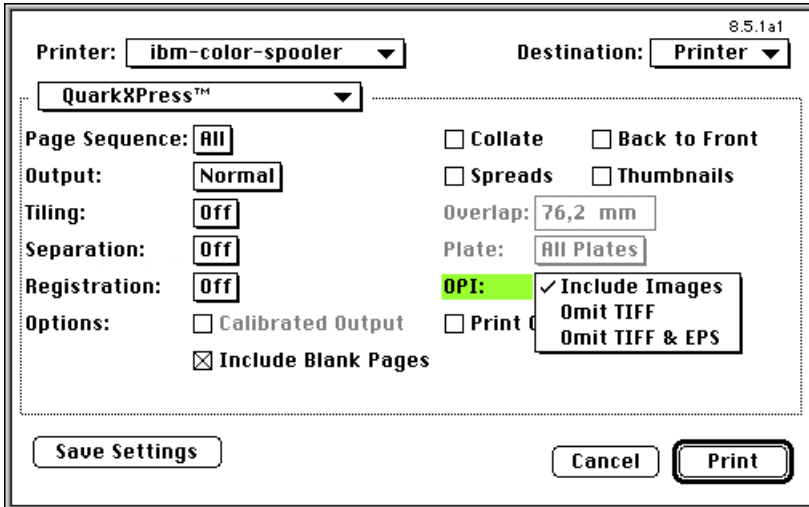 8.5.1a1
Printer: ibm-color-spooler Destination: Printer
QuarkXPress™
Page Sequence: All Collate Back to Front
Output: Normal Spreads Thumbnails
Tiling: Off Overlap: 76,2 mm
Separation: Off Plate: All Plates
Registration: Off OPI: Include Images
Omit TIFF
Options: Calibrated Output Print
Omit TIFF & EPS
Include Blank Pages
Save Settings Cancel Print